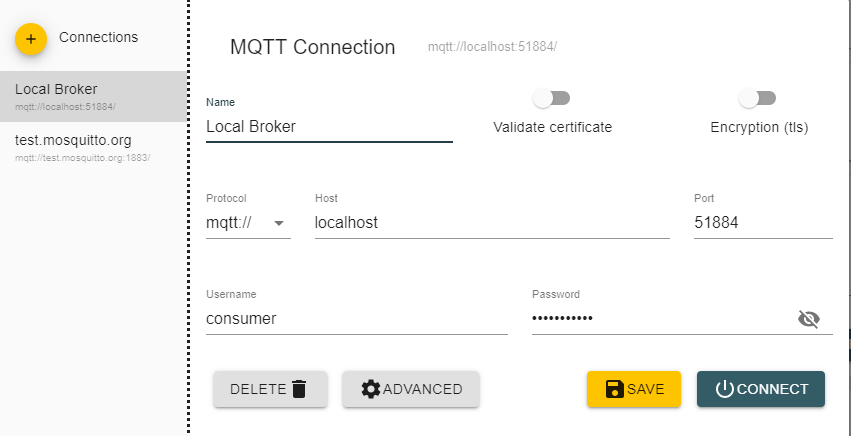 + Connections
Local Broker
mqtt://localhost:51884/
test.mosquitto.org
mqtt://test.mosquitto.org:1883/
MQTT Connection mqtt://localhost:51884/
Name
Local Broker
Validate certificate
Encryption (tls)
Protocol Host Port
mqtt:// localhost 51884
Username Password
consumer •••••••••••
DELETE ADVANCED SAVE CONNECT